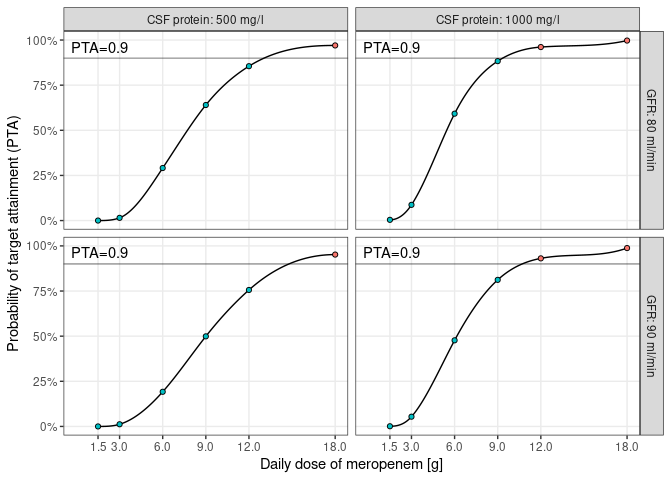 CSF protein: 500 mg/l
CSF protein: 1000 mg/l
Probability of target attainment (PTA)
100%
75%
50%
25%
0%
PTA=0.9
PTA=0.9
GFR: 80 ml/min
100%
75%
50%
25%
0%
PTA=0.9
PTA=0.9
GFR: 90 ml/min
1.5 3.0 6.0 9.0 12.0 18.0
1.5 3.0 6.0 9.0 12.0 18.0
Daily dose of meropenem [g]